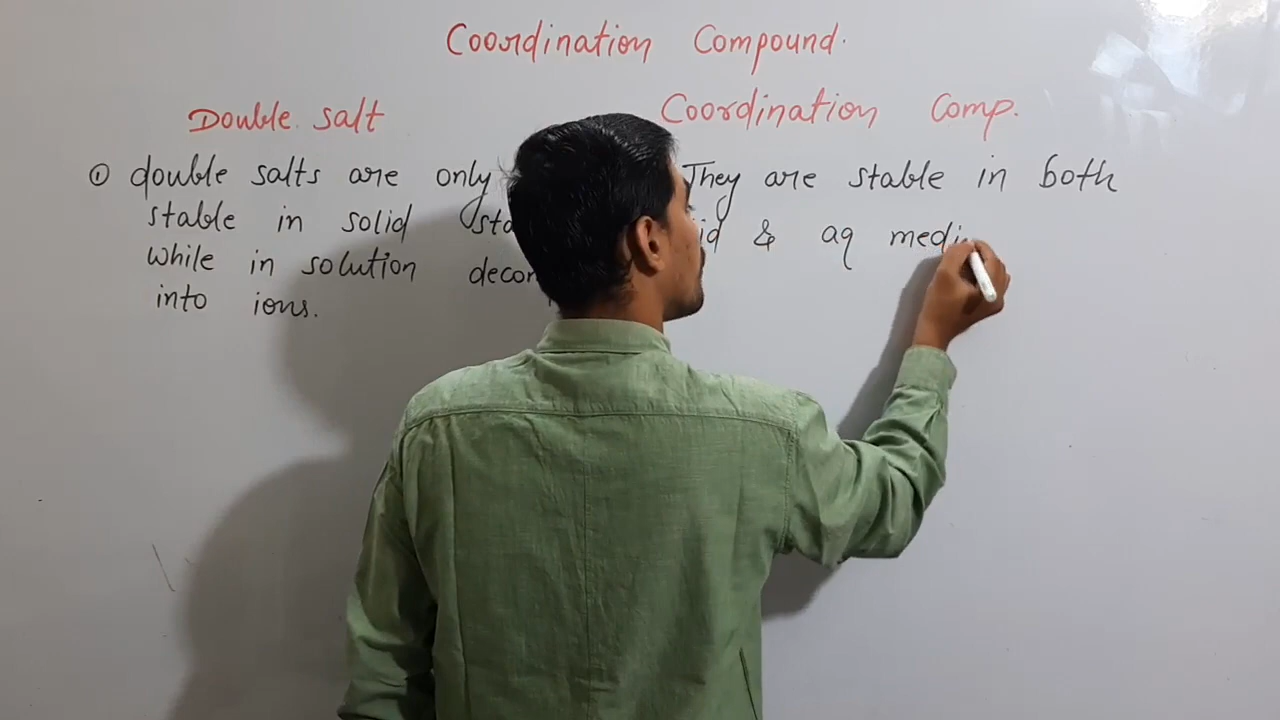 Coordination Compound.
Double salt
Coordination Comp.
① double salts are only
stable in solid
while in solution
into ions.
They are stable in both
& aq